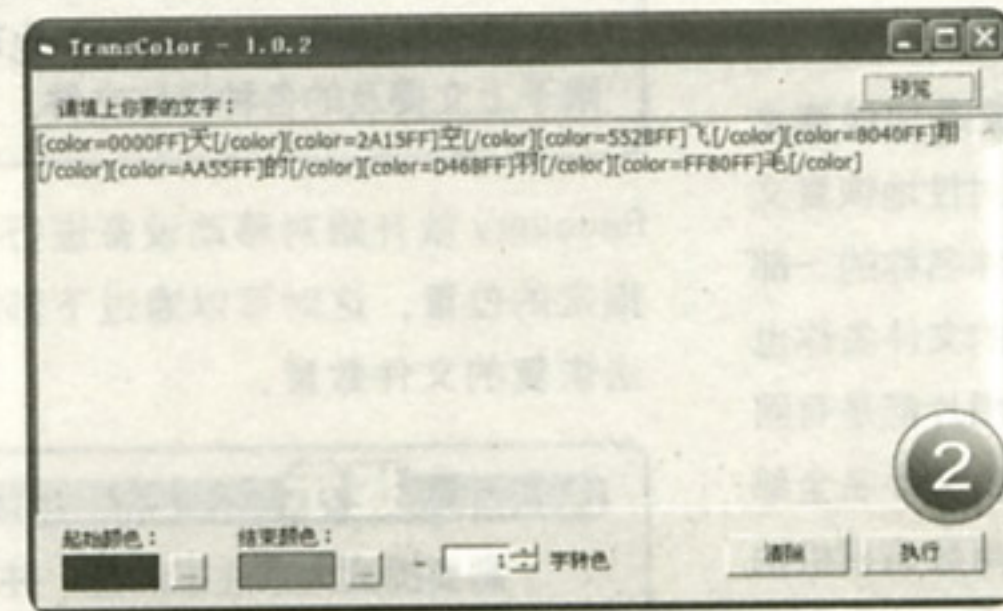 TransColor - 1.0.2
预览
请填上你要的文字：
[color=0000FF]天[/color][color=2A15FF]空[/color][color=552BFF]飞[/color][color=8040FF]翔
[/color][color=AA55FF]的[/color][color=D46BFF]羽[/color][color=FF80FF]毛[/color]
2
起始颜色： 结束颜色：
... ... - 1 字转色 清除 执行